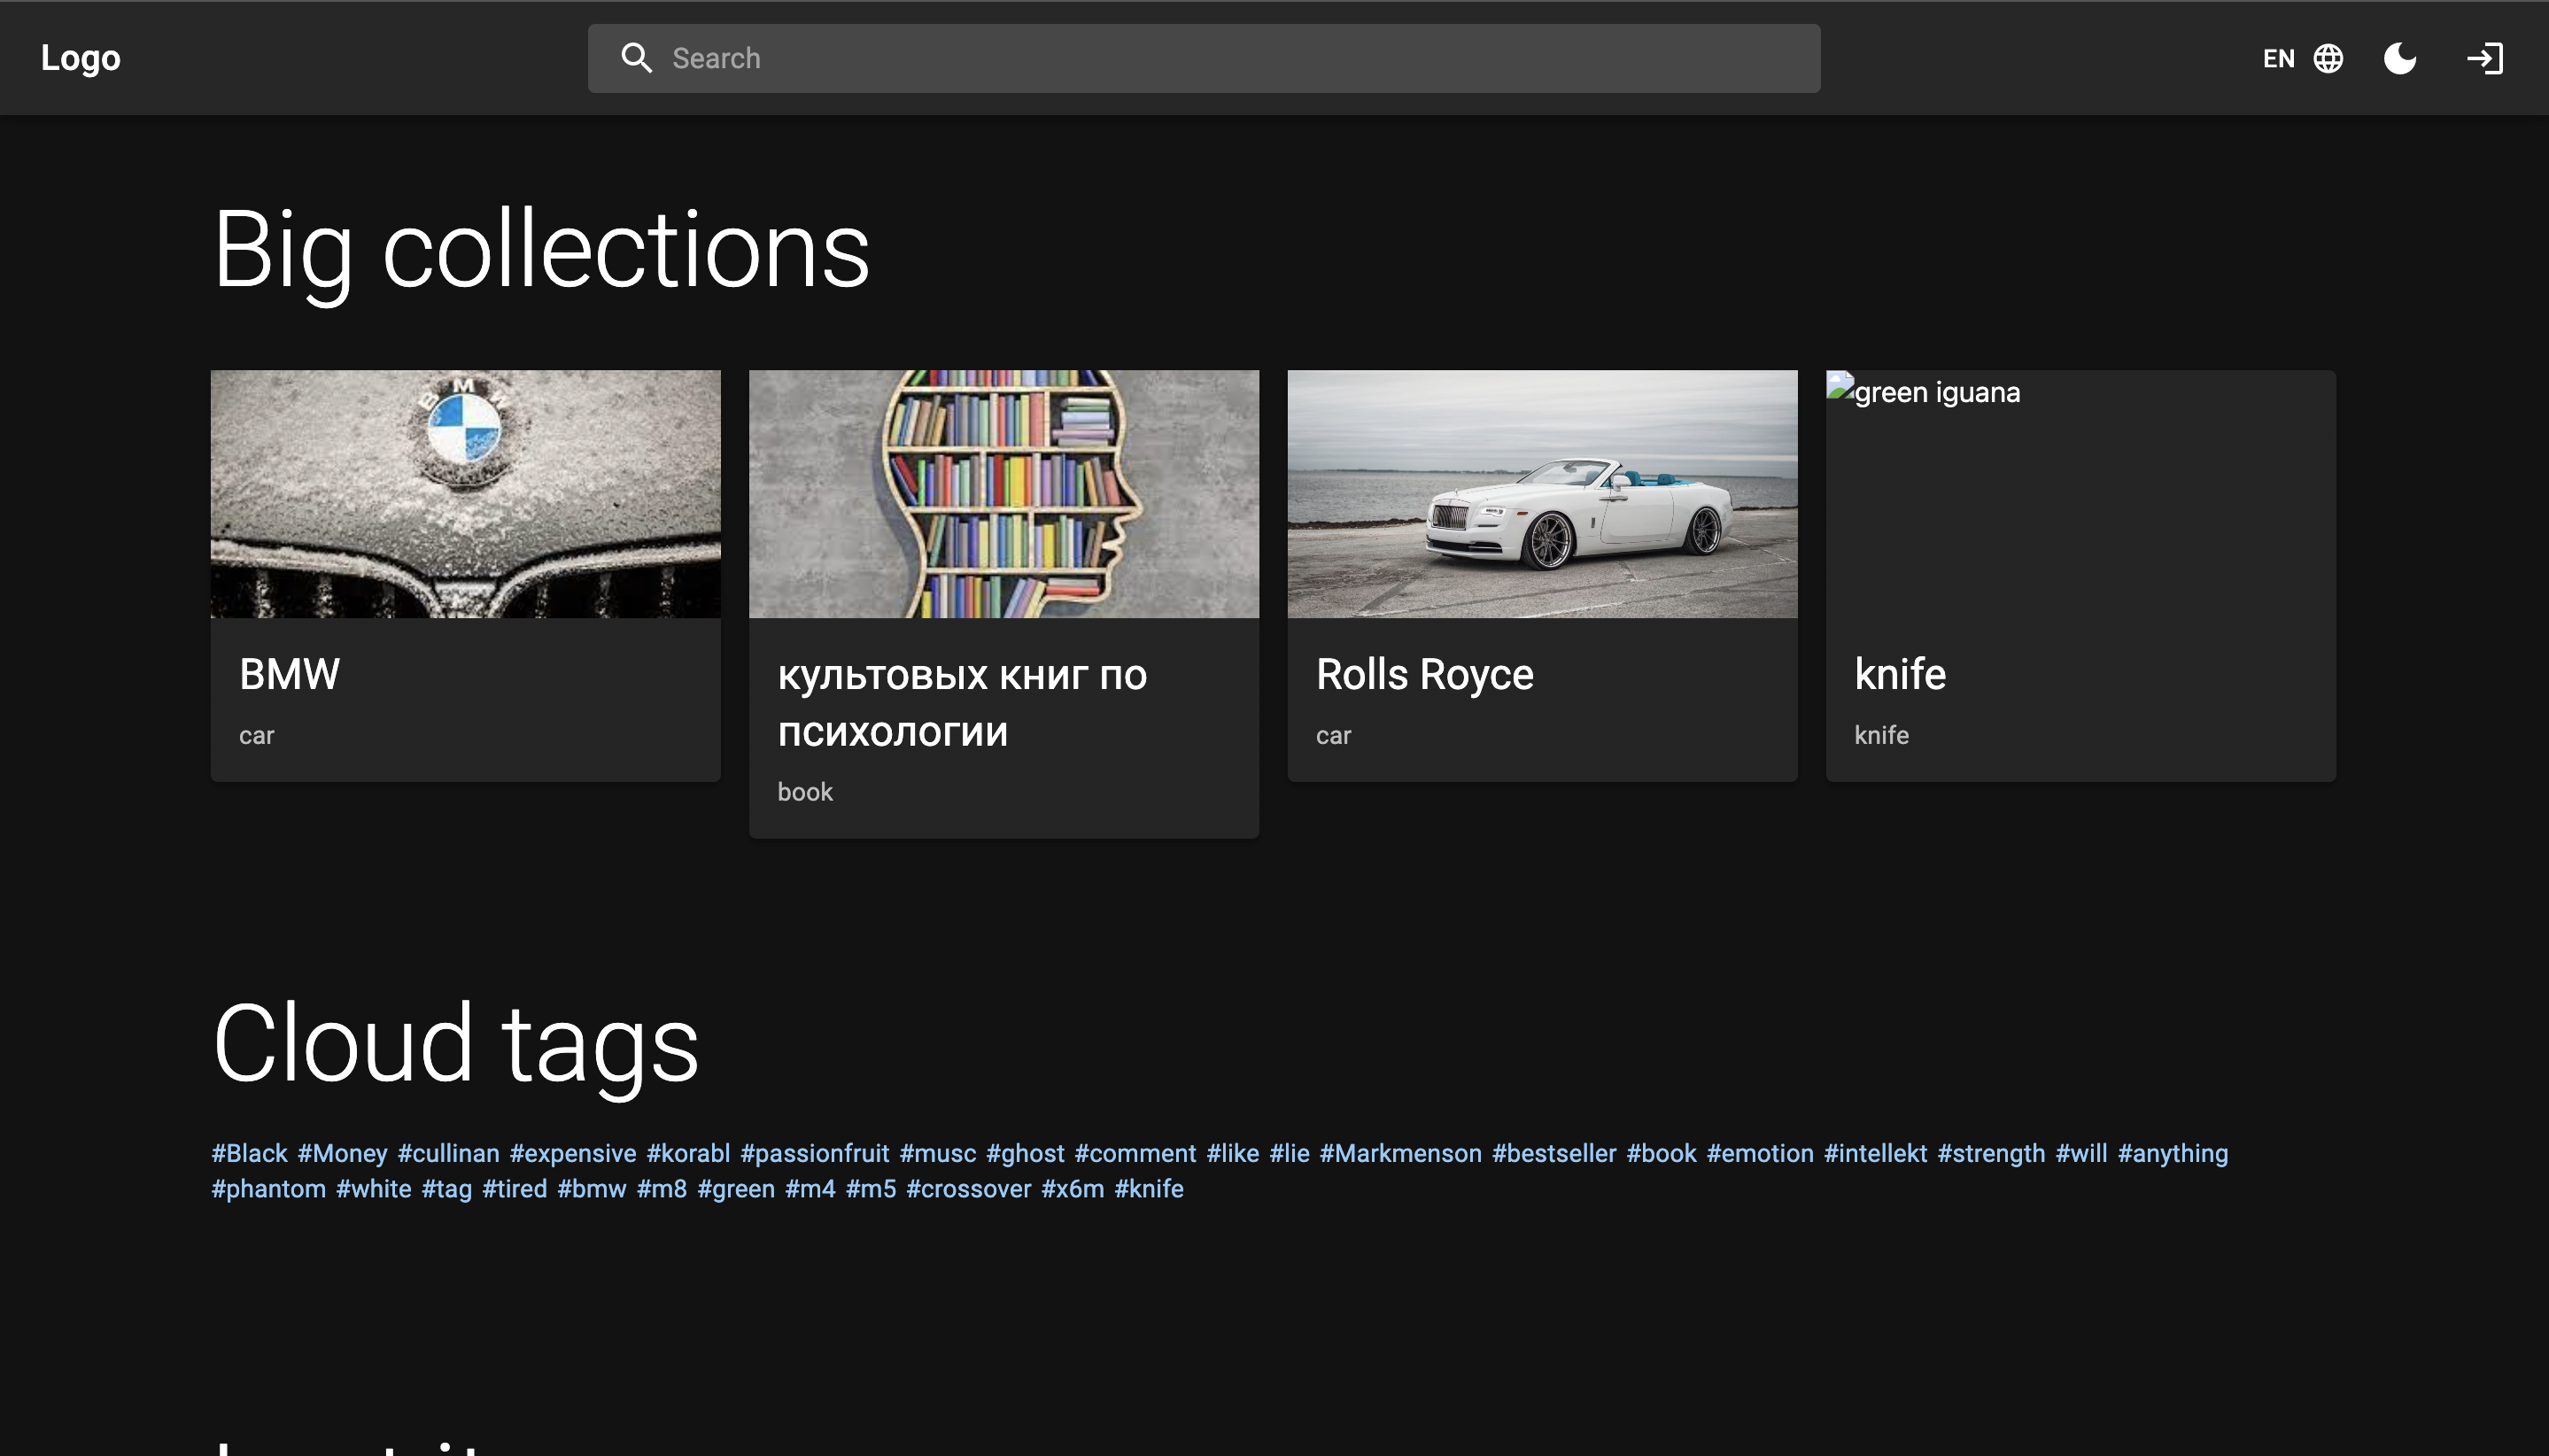 Logo
Search
EN
Big collections
BMW
green iguana
BMW
car
культовых книг по
психологии
book
Rolls Royce
car
knife
knife
Cloud tags
#Black #Money #cullinan #expensive #korabl #passionfruit #musc #ghost #comment #like #lie #Markmenson #bestseller #book #emotion #intellekt #strength #will #anything
#phantom #white #tag #tired #bmw #m8 #green #m4 #m5 #crossover #x6m #knife